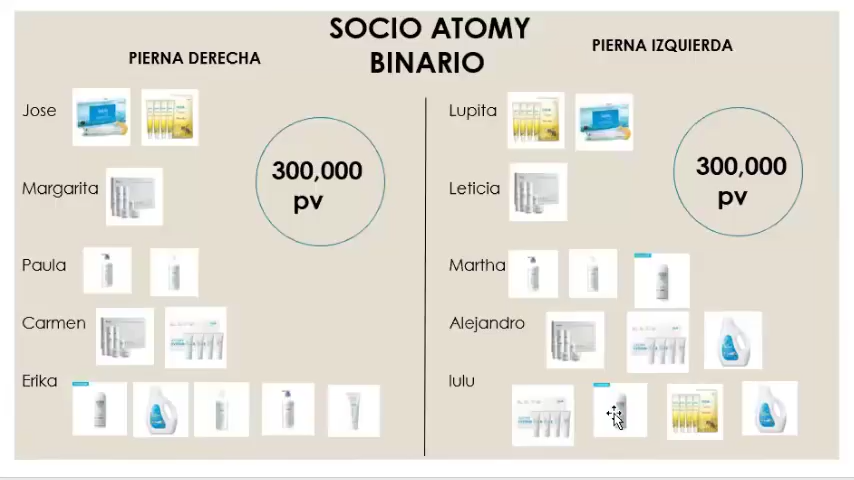 SOCIO ATOMY
BINARIO
PIERNA DERECHA
Jose
Margarita
Paula
Carmen
Erika
300,000
pv
PIERNA IZQUIERDA
Lupita
Leticia
Martha
Alejandro
lulu
300,000
pv